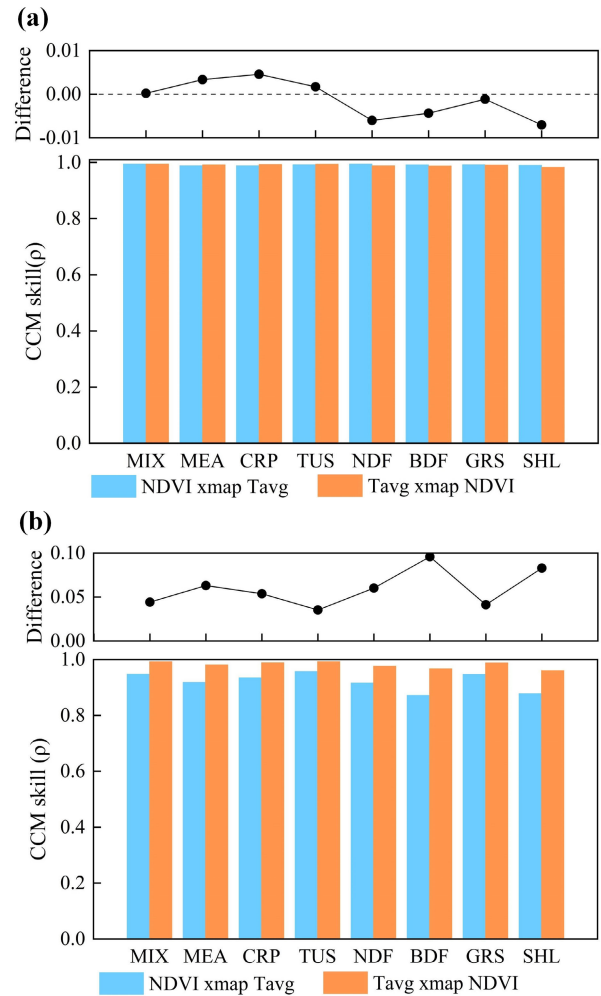 (a)
0.01
0.00
-0.01
Difference
1.0
0.8
0.6
0.4
0.2
0.0
CCM skill(ρ)
MIX MEA CRP TUS NDF BDF GRS SHL
NDVI xmap Tavg Tavg xmap NDVI
(b)
0.10
0.05
0.00
Difference
1.0
0.8
0.6
0.4
0.2
0.0
CCM skill (ρ)
MIX MEA CRP TUS NDF BDF GRS SHL
NDVI xmap Tavg Tavg xmap NDVI